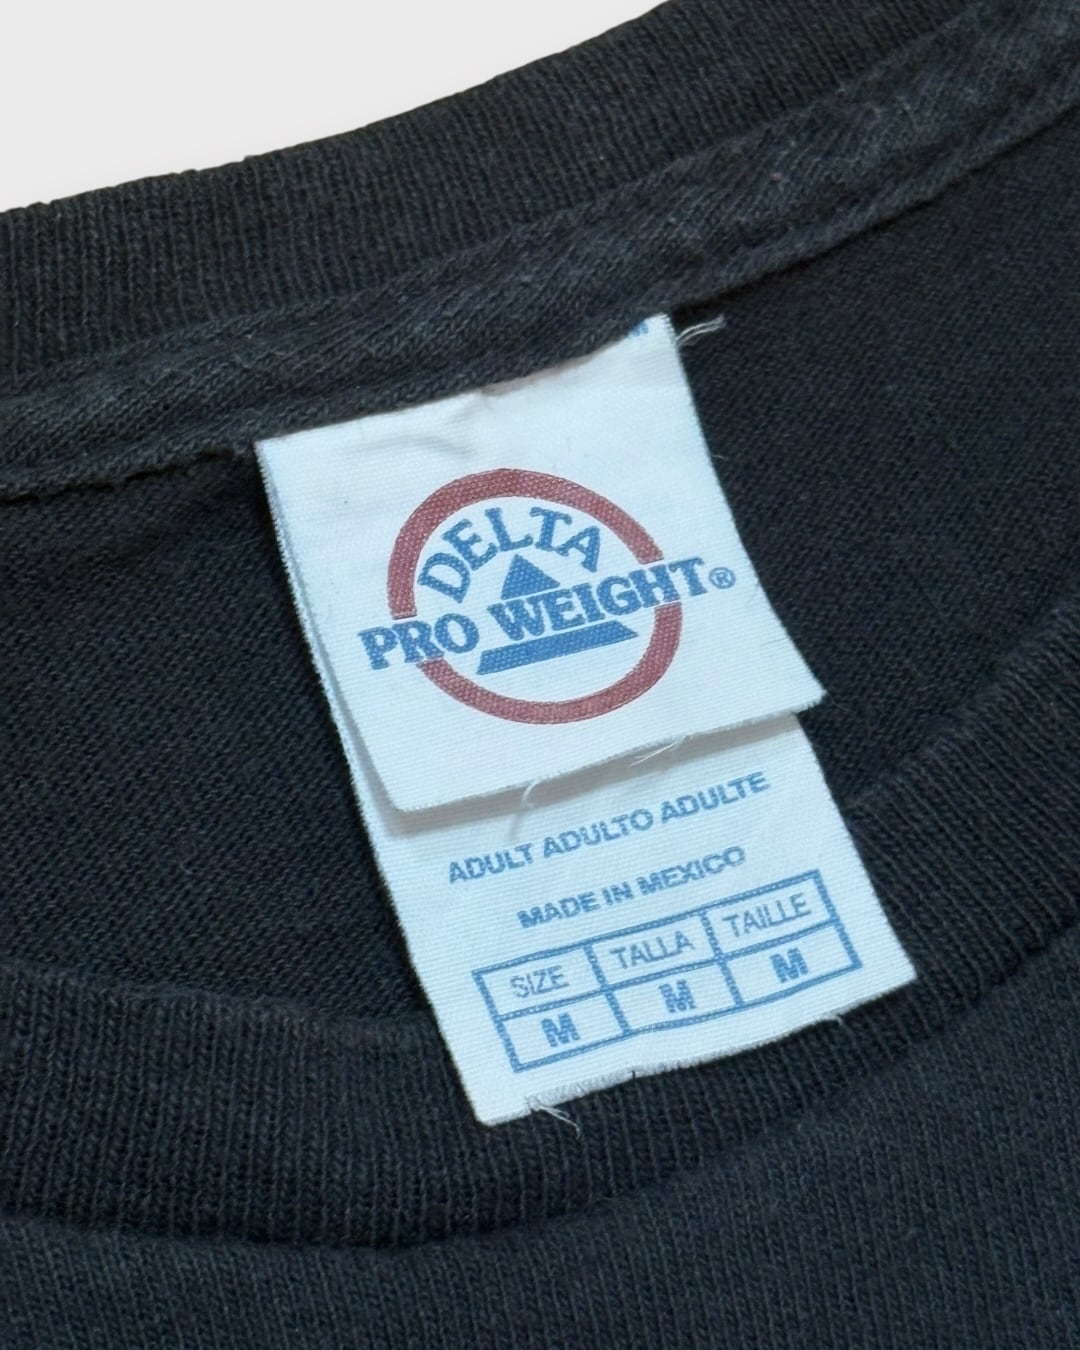 M
DELTA
PRO WEIGHT®
ADULT ADULTO ADULTE
MADE IN MEXICO
SIZE TALLA TAILLE
M M M